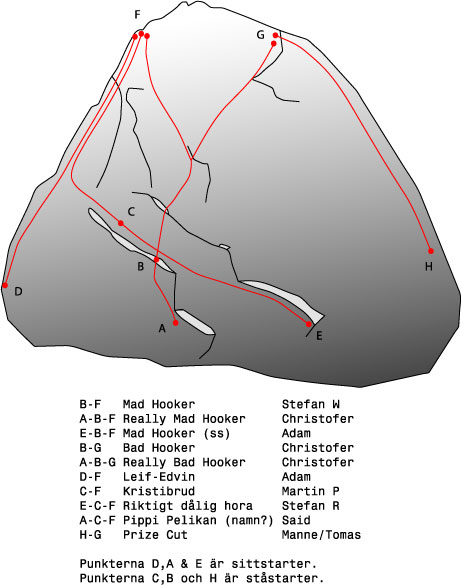 F
G
C
B
H
D
A
E
B-F Mad Hooker Stefan W
A-B-F Really Mad Hooker Christofer
E-B-F Mad Hooker (ss) Adam
B-G Bad Hooker Christofer
A-B-G Really Bad Hooker Christofer
D-F Leif-Edvin Adam
C-F Kristibrud Martin P
E-C-F Riktigt dålig hora Stefan R
A-C-F Pippi Pelikan (namn?) Said
H-G Prize Cut Manne/Tomas
Punkterna D,A & E är sittstarter.
Punkterna C,B och H är ståstarter.